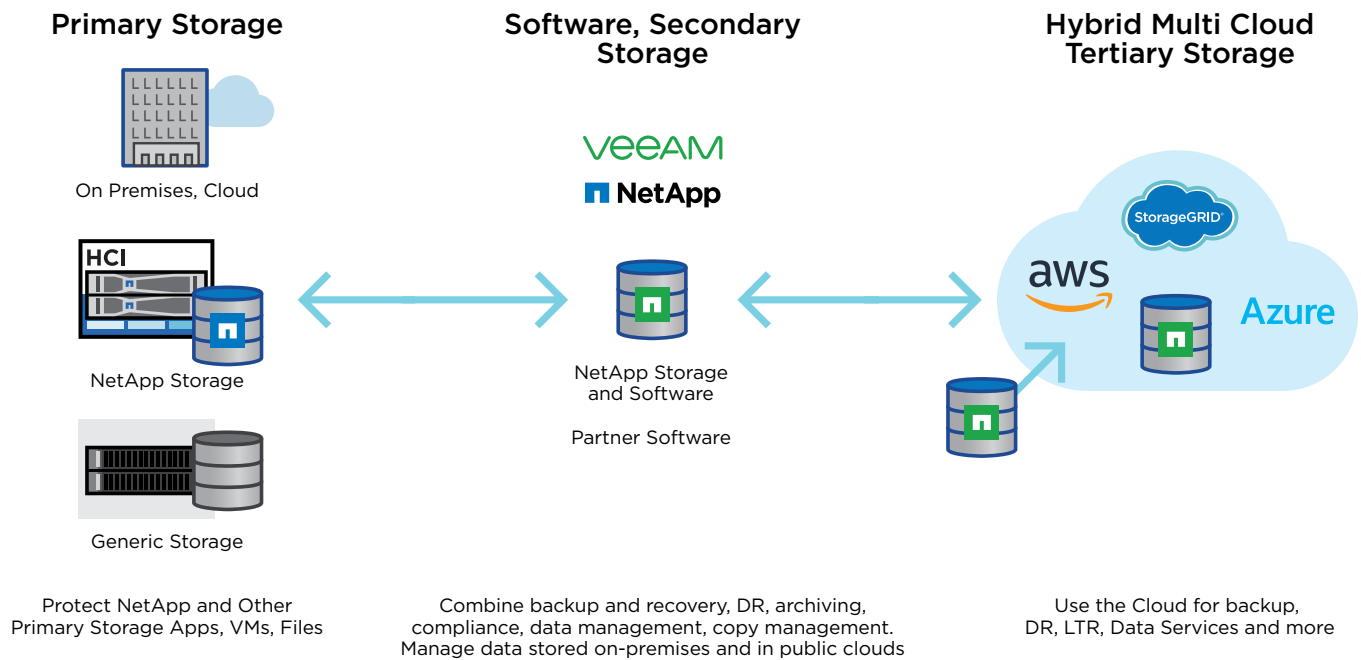 Primary Storage
On Premises, Cloud
HCI
NetApp Storage
Generic Storage
Protect NetApp and Other
Primary Storage Apps, VMs, Files
Software, Secondary
Storage
veeam
NetApp
NetApp Storage
and Software
Partner Software
Combine backup and recovery, DR, archiving,
compliance, data management, copy management.
Manage data stored on-premises and in public clouds
Hybrid Multi Cloud
Tertiary Storage
StorageGRID®
aws
Azure
Use the Cloud for backup,
DR, LTR, Data Services and more